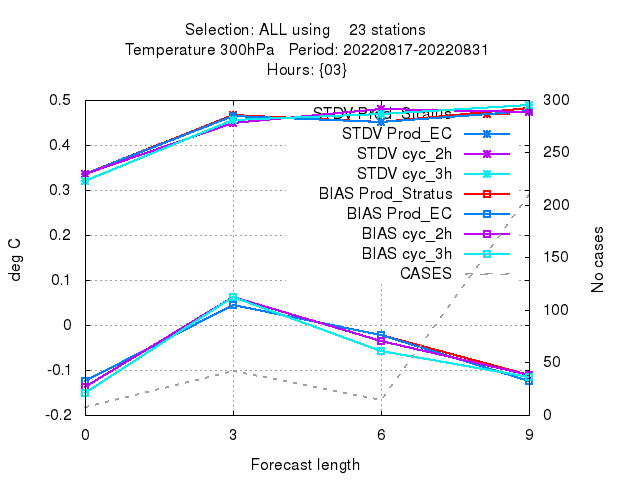 Selection: ALL using 23 stations
Temperature 300hPa Period: 20220817-20220831
Hours: {03}
0.5
0.4
0.3
0.2
0.1
0
-0.1
-0.2
deg C
STDV Prod_Stratus
STDV Prod_EC
STDV cyc_2h
STDV cyc_3h
BIAS Prod_Stratus
BIAS Prod_EC
BIAS cyc_2h
BIAS cyc_3h
CASES
300
250
200
150
100
50
0
No cases
0 3 6 9
Forecast length